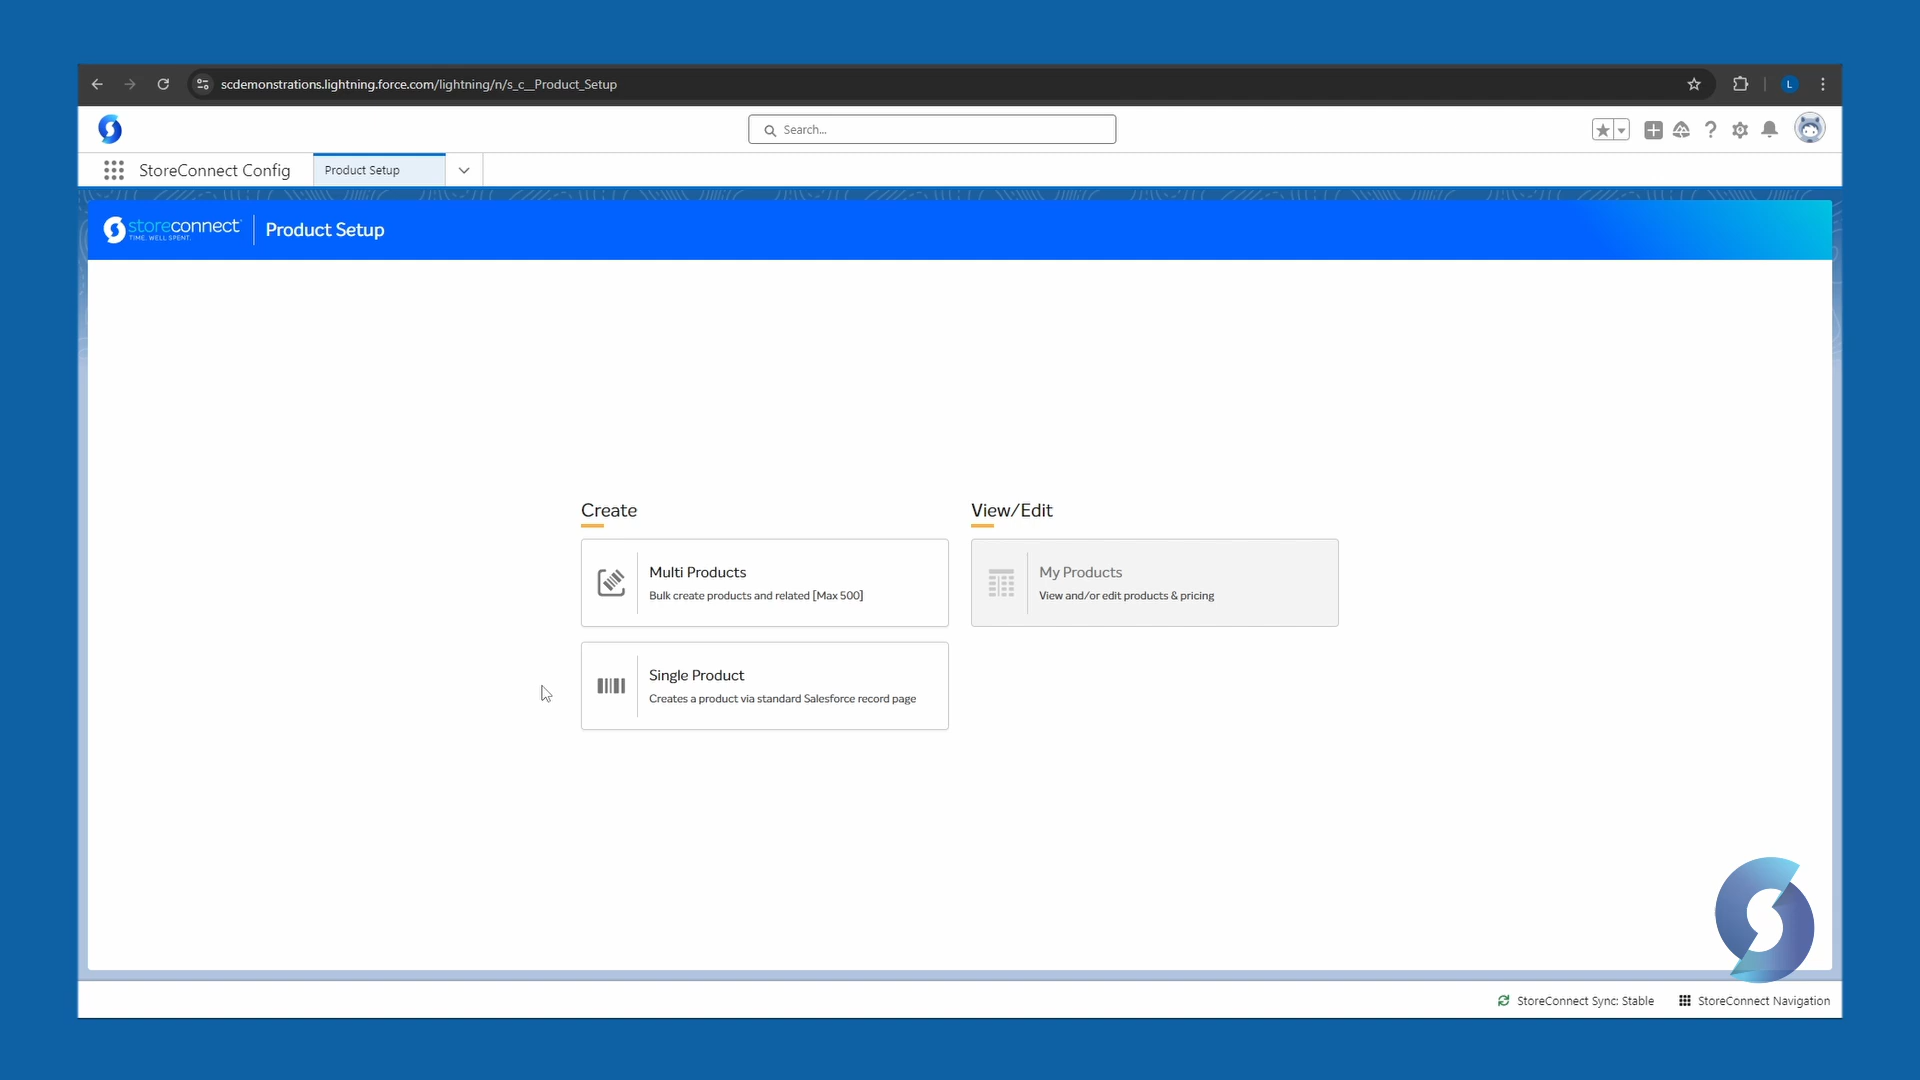 scdemonstrations.lightning.force.com/lightning/n/s_c__Product_Setup
L
Search...
StoreConnect Config
Product Setup
storeconnect
TIME. WELL SPENT.
Product Setup
Create
View/Edit
Multi Products
Bulk create products and related [Max 500]
My Products
View and/or edit products & pricing
Single Product
Creates a product via standard Salesforce record page
StoreConnect Sync: Stable
StoreConnect Navigation